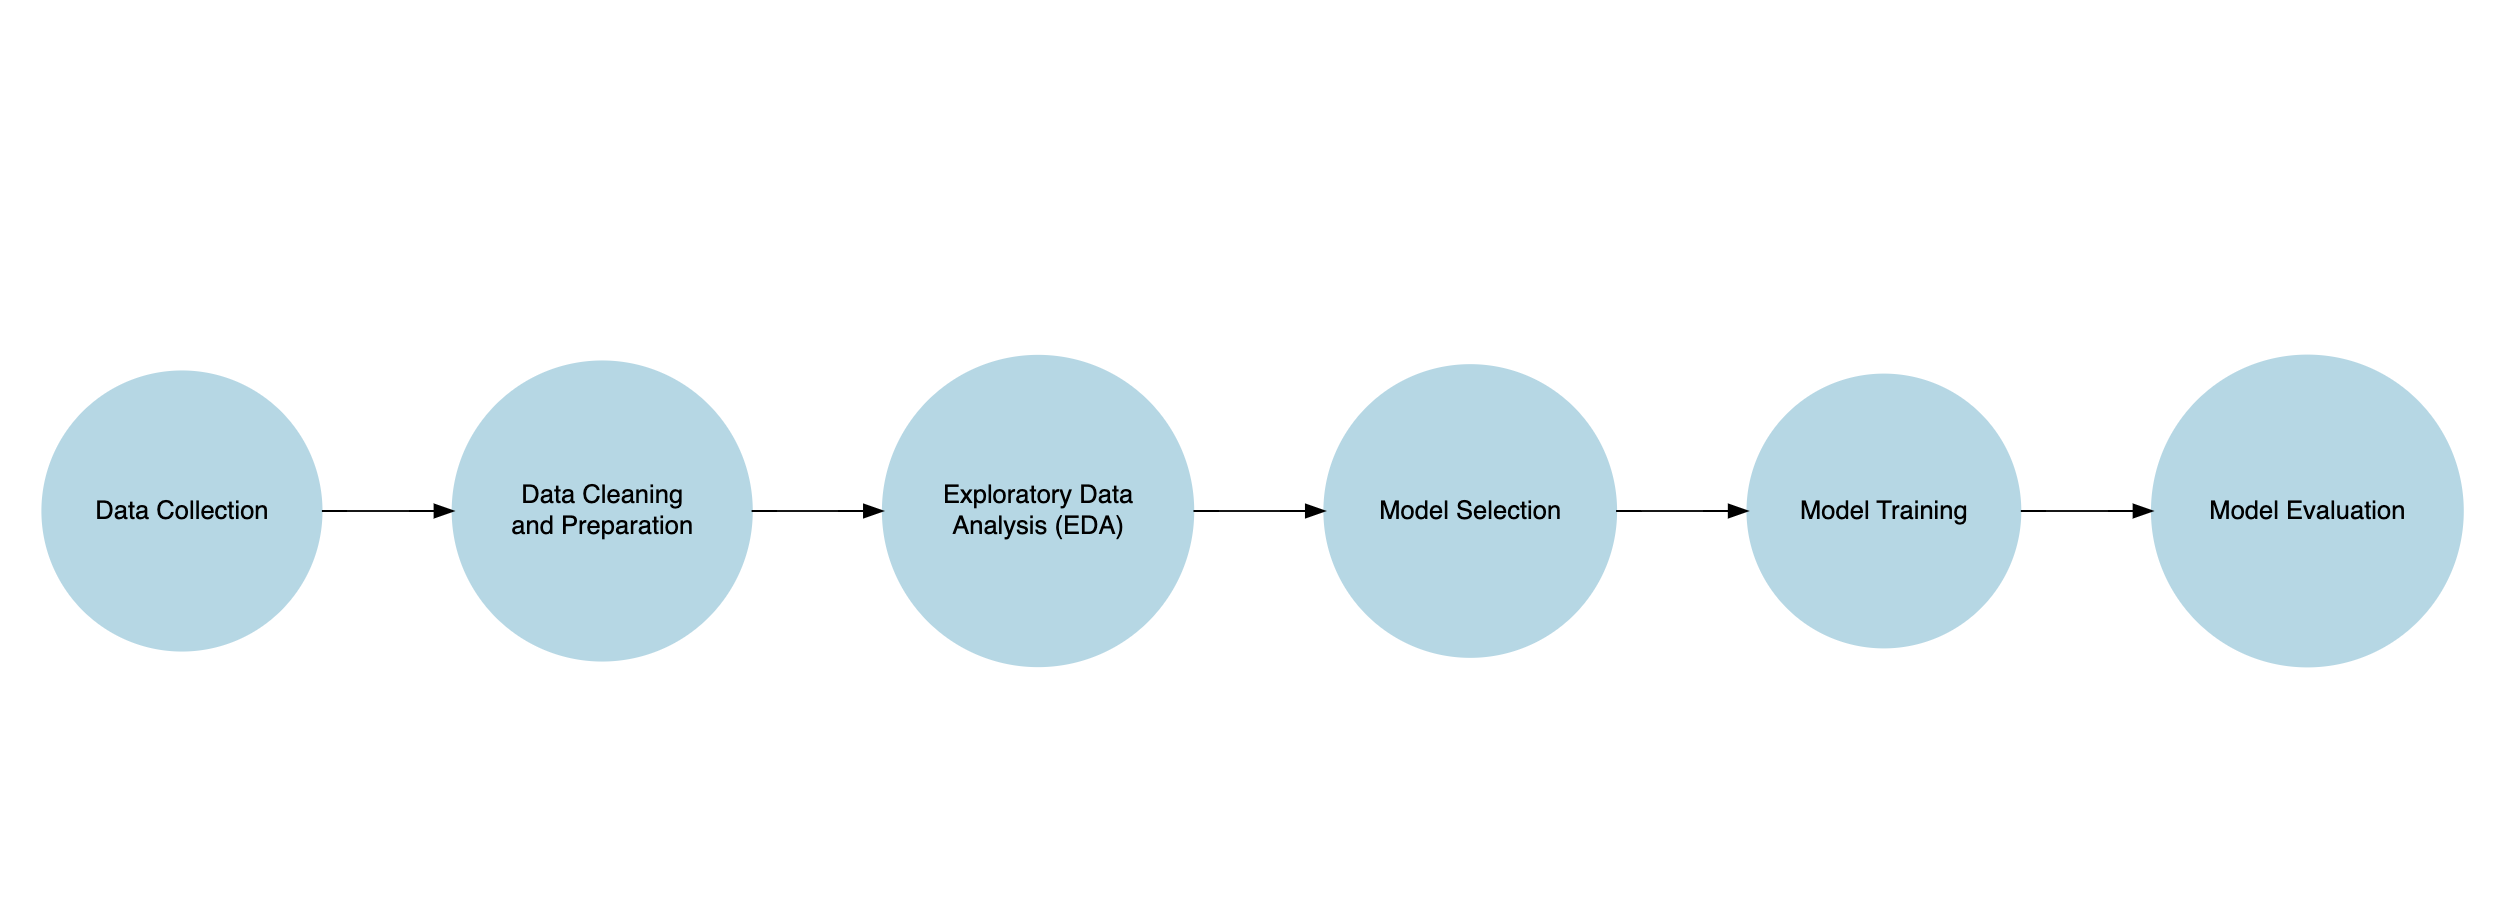 Data Collection
Data Cleaning
and Preparation
Exploratory Data
Analysis (EDA)
Model Selection
Model Training
Model Evaluation